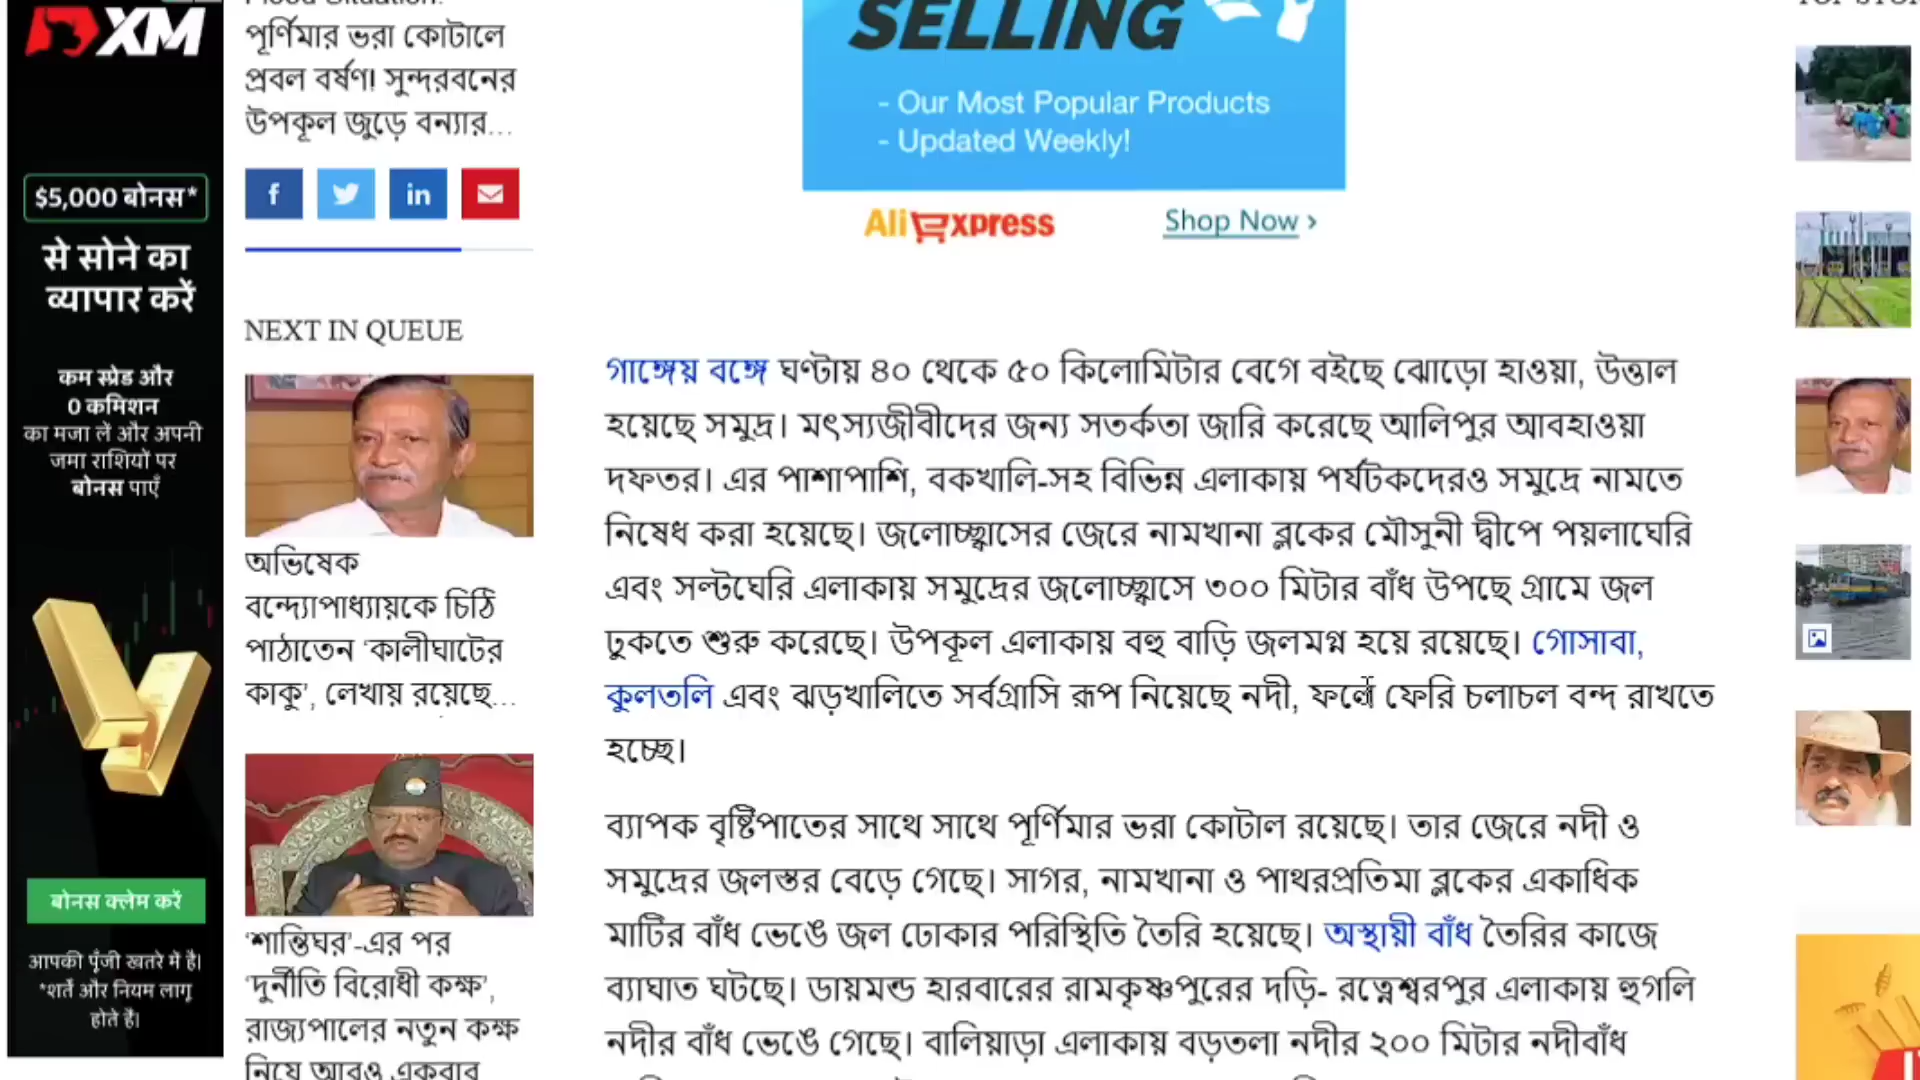 XM
$5,000 बोनस*
से सोने का
व्यापार करें
कम स्प्रेड और
0 कमिशन
का मजा लें और अपनी
जमा राशियों पर
बोनस पाएँ
बोनस क्लेम करें
आपकी पूँजी खतरे में है।
*शर्तें और नियम लागू
होते हैं।
পূর্ণিমার ভরা কোটালে
প্রবল বর্ষণ! সুন্দরবনের
উপকূল জুড়ে বন্যার...
f
in
NEXT IN QUEUE
অভিষেক
বন্দ্যোপাধ্যায়কে চিঠি
পাঠাতেন 'কালীঘাটের
কাকু', লেখায় রয়েছে...
'শান্তিঘর'-এর পর
'দুর্নীতি বিরোধী কক্ষ',
রাজ্যপালের নতুন কক্ষ
নিয়ে আরও একবার
SELLING
- Our Most Popular Products
- Updated Weekly!
AliExpress
Shop Now ›
গাঙ্গেয় বঙ্গে ঘণ্টায় ৪০ থেকে ৫০ কিলোমিটার বেগে বইছে ঝোড়ো হাওয়া, উত্তাল
হয়েছে সমুদ্র। মৎস্যজীবীদের জন্য সতর্কতা জারি করেছে আলিপুর আবহাওয়া
দফতর। এর পাশাপাশি, বকখালি-সহ বিভিন্ন এলাকায় পর্যটকদেরও সমুদ্রে নামতে
নিষেধ করা হয়েছে। জলোচ্ছ্বাসের জেরে নামখানা ব্লকের মৌসুনী দ্বীপে পয়লাঘেরি
এবং সল্টঘেরি এলাকায় সমুদ্রের জলোচ্ছ্বাসে ৩০০ মিটার বাঁধ উপছে গ্রামে জল
ঢুকতে শুরু করেছে। উপকূল এলাকায় বহু বাড়ি জলমগ্ন হয়ে রয়েছে। গোসাবা,
কুলতলি এবং ঝড়খালিতে সর্বগ্রাসি রূপ নিয়েছে নদী, ফলে ফেরি চলাচল বন্দ রাখতে
হচ্ছে।
ব্যাপক বৃষ্টিপাতের সাথে সাথে পূর্ণিমার ভরা কোটাল রয়েছে। তার জেরে নদী ও
সমুদ্রের জলস্তর বেড়ে গেছে। সাগর, নামখানা ও পাথরপ্রতিমা ব্লকের একাধিক
মাটির বাঁধ ভেঙে জল ঢোকার পরিস্থিতি তৈরি হয়েছে। অস্থায়ী বাঁধ তৈরির কাজে
ব্যাঘাত ঘটছে। ডায়মন্ড হারবারের রামকৃষ্ণপুরের দড়ি- রত্নেশ্বরপুর এলাকায় হুগলি
নদীর বাঁধ ভেঙে গেছে। বালিয়াড়া এলাকায় বড়তলা নদীর ২০০ মিটার নদীবাঁধ